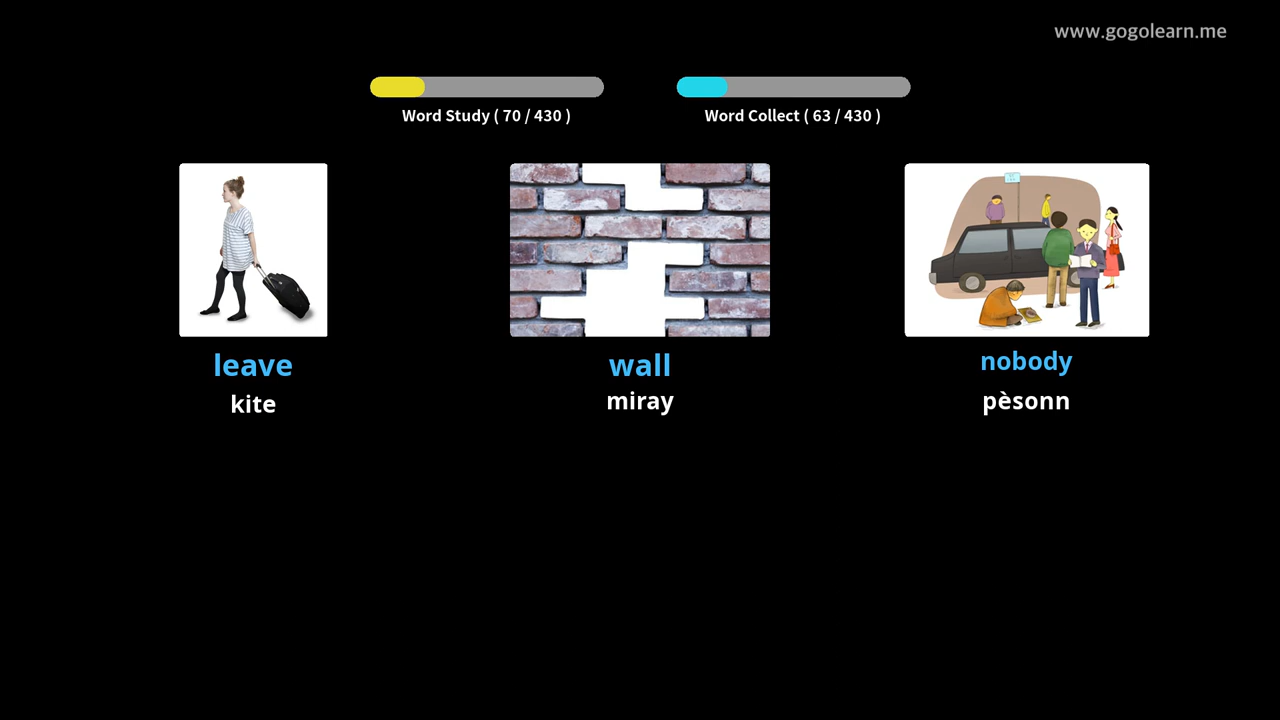 www.gogolearn.me
Word Study ( 70 / 430 )
Word Collect ( 63 / 430 )
leave
kite
wall
miray
nobody
pèsonn